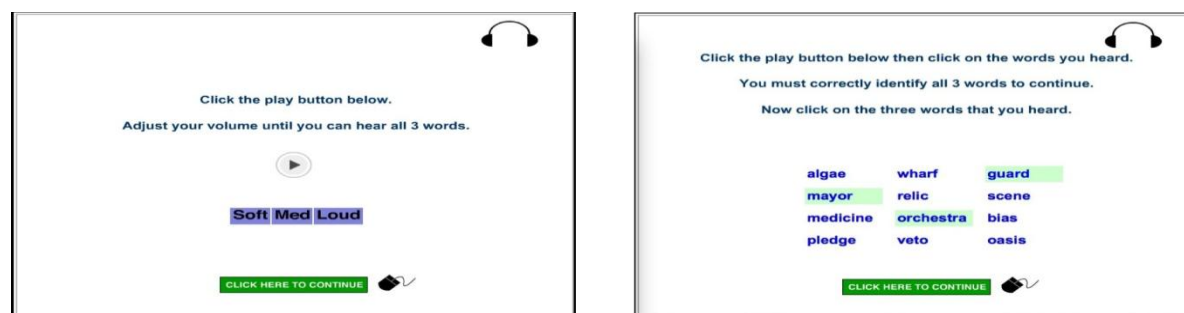 Click the play button below.
Adjust your volume until you can hear all 3 words.
Soft Med Loud
CLICK HERE TO CONTINUE
Click the play button below then click on the words you heard.
You must correctly identify all 3 words to continue.
Now click on the three words that you heard.
algae wharf guard
mayor relic scene
medicine orchestra bias
pledge veto oasis
CLICK HERE TO CONTINUE